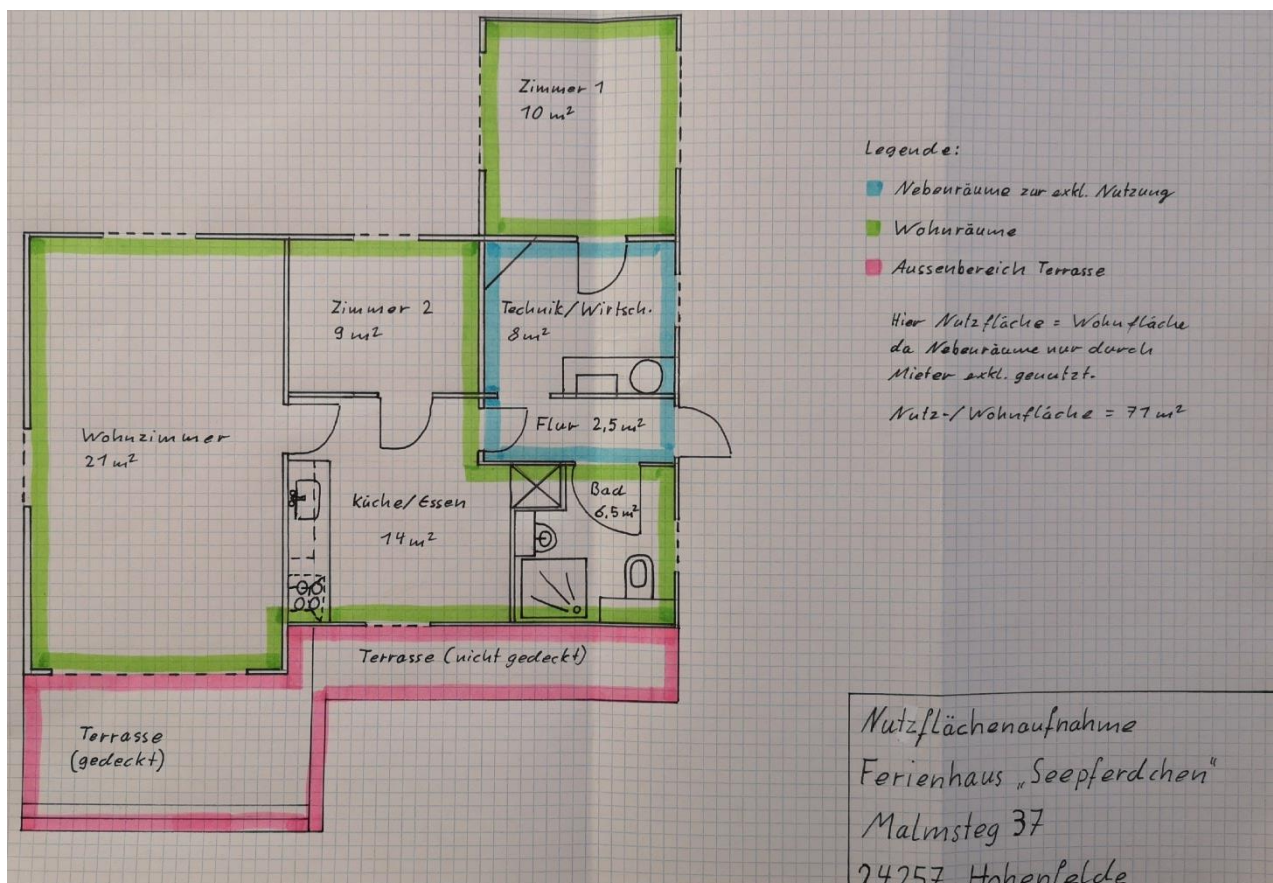 Zimmer 1
10 m²
Legende:
Nebenräume zur exkl. Nutzung
Wohnräume
Aussenbereich Terrasse
Hier Nutzfläche = Wohnfläche
da Nebenräume nur durch
Mieter exkl. genutzt.
Nutz-/Wohnfläche = 71 m²
Zimmer 2
9 m²
Technik/Wirtsch.
8 m²
Flur 2,5 m²
Wohnzimmer
21 m²
Küche/Essen
14 m²
Bad
6,5 m²
Terrasse (nicht gedeckt)
Terrasse
(gedeckt)
Nutzflächenaufnahme
Ferienhaus „Seepferdchen"
Malmsteg 37
24257 Hohenfelde